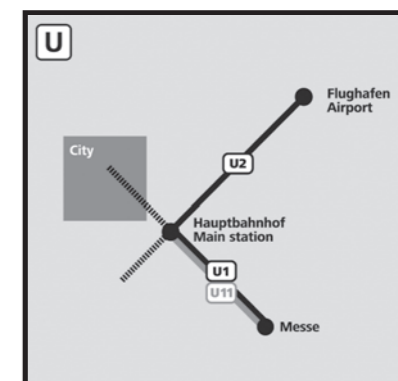 U
Flughafen
Airport
City
U2
Hauptbahnhof
Main station
U1
U11
Messe